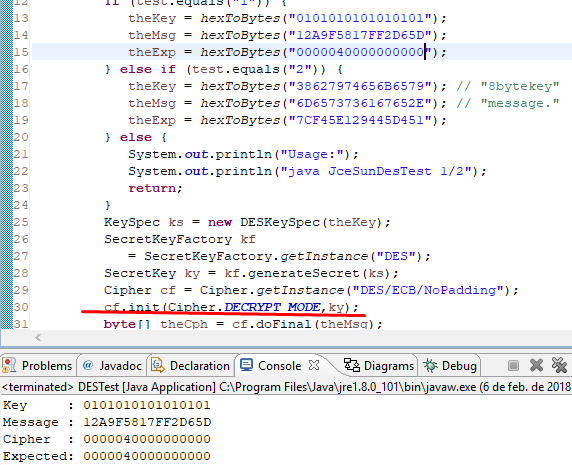 12 if (test.equals("1")) {
13 theKey = hexToBytes("0101010101010101");
14 theMsg = hexToBytes("12A9F5817FF2D65D");
15 theExp = hexToBytes("0000040000000000");
16 } else if (test.equals("2")) {
17 theKey = hexToBytes("38627974656B6579"); // "8bytekey"
18 theMsg = hexToBytes("6D6573736167652E"); // "message."
19 theExp = hexToBytes("7CF45E129445D451");
20 } else {
21 System.out.println("Usage:");
22 System.out.println("java JceSunDesTest 1/2");
23 return;
24 }
25 KeySpec ks = new DESKeySpec(theKey);
26 SecretKeyFactory kf
27 = SecretKeyFactory.getInstance("DES");
28 SecretKey ky = kf.generateSecret(ks);
29 Cipher cf = Cipher.getInstance("DES/ECB/NoPadding");
30 cf.init(Cipher.DECRYPT_MODE,ky);
31 byte[] theCph = cf.doFinal(theMsg);
Problems @ Javadoc Declaration Console Diagrams Debug
<terminated> DESTest [Java Application] C:\Program Files\Java\jre1.8.0_101\bin\javaw.exe (6 de feb. de 2018
Key : 0101010101010101
Message : 12A9F5817FF2D65D
Cipher : 0000040000000000
Expected: 0000040000000000